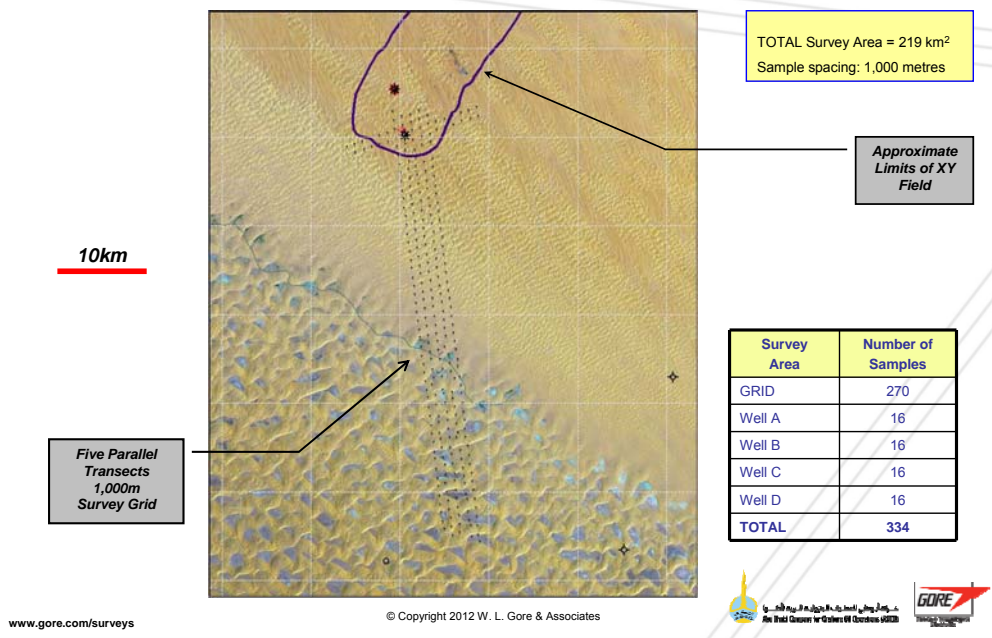 TOTAL Survey Area = 219 km²
Sample spacing: 1,000 metres
Approximate
Limits of XY
Field
10km
Five Parallel
Transects
1,000m
Survey Grid
Survey Area Number of Samples
GRID 270
Well A 16
Well B 16
Well C 16
Well D 16
TOTAL 334
www.gore.com/surveys
© Copyright 2012 W. L. Gore & Associates
GORE